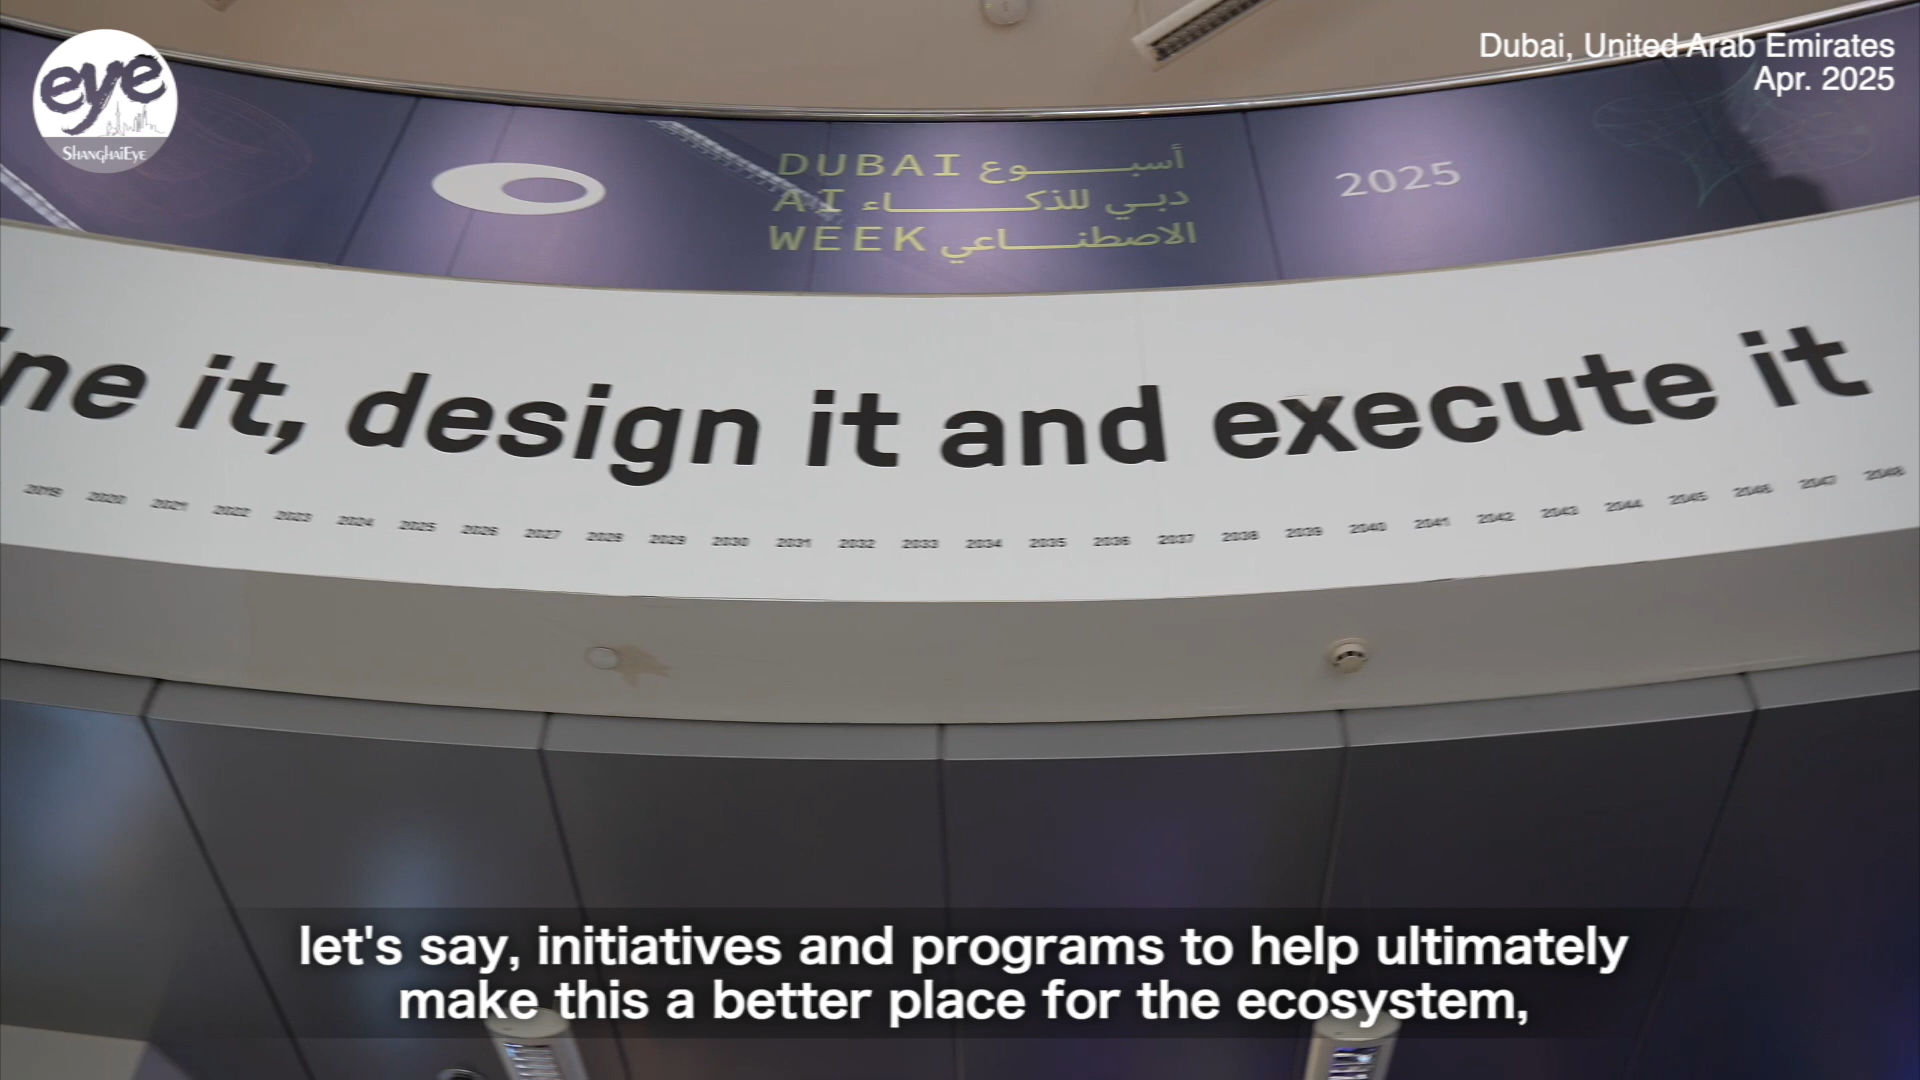 eye
SHANGHAIEYE
Dubai, United Arab Emirates
Apr. 2025
DUBAI أسبوع
AI دبي للذكاء
WEEK الاصطناعي
2025
ne it, design it and execute it
2019 2020 2021 2022 2023 2024 2025 2026 2027 2028 2029 2030 2031 2032 2033 2034 2035 2036 2037 2038 2039 2040 2041 2042 2043 2044 2045 2046 2047 2048
let's say, initiatives and programs to help ultimately
make this a better place for the ecosystem,